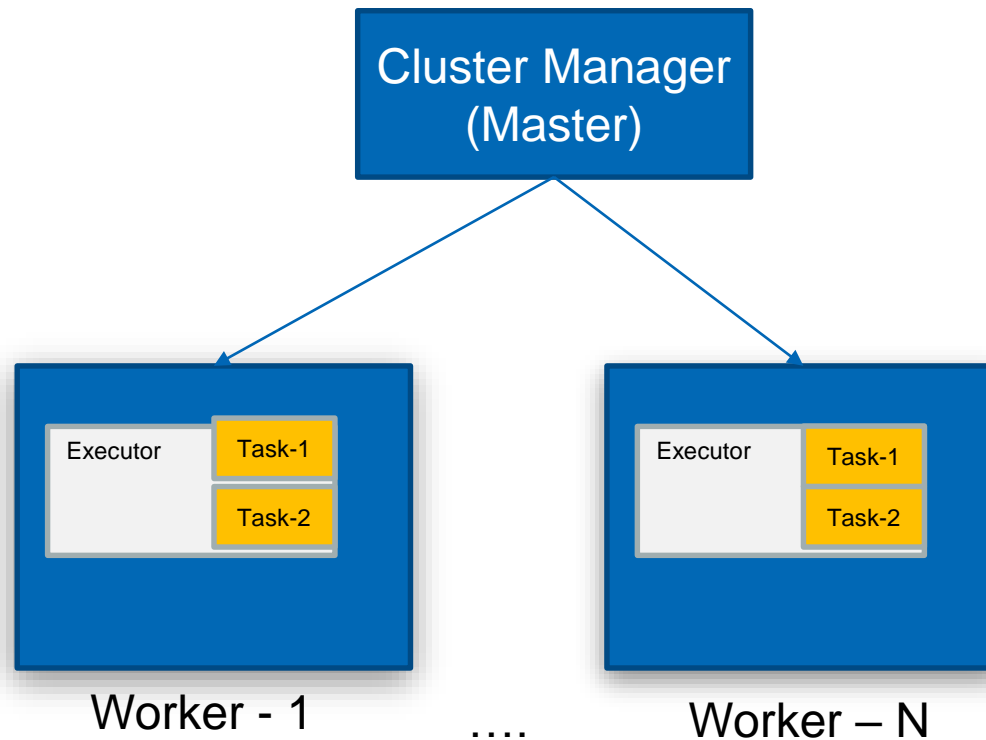 Cluster Manager
(Master)
Executor
Task-1
Task-2
Executor
Task-1
Task-2
Worker - 1
....
Worker – N